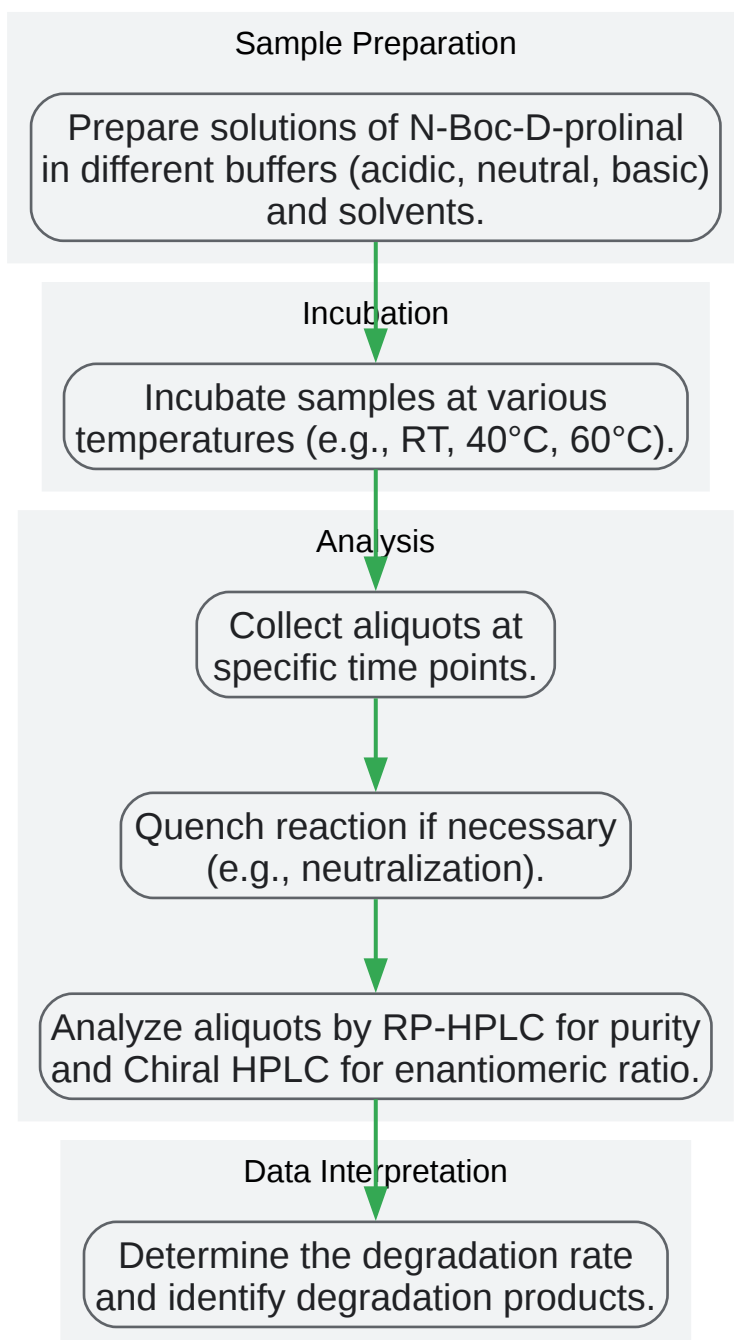 Sample Preparation
Prepare solutions of N-Boc-D-prolinal
in different buffers (acidic, neutral, basic)
and solvents.
Incubation
Incubate samples at various
temperatures (e.g., RT, 40°C, 60°C).
Analysis
Collect aliquots at
specific time points.
Quench reaction if necessary
(e.g., neutralization).
Analyze aliquots by RP-HPLC for purity
and Chiral HPLC for enantiomeric ratio.
Data Interpretation
Determine the degradation rate
and identify degradation products.